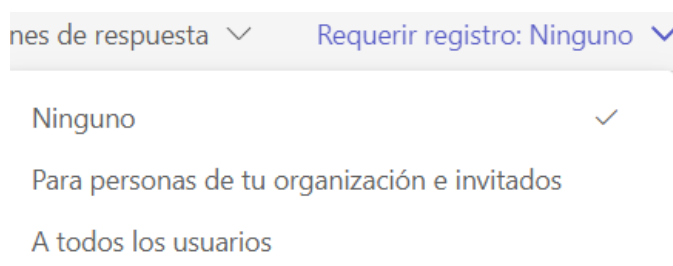 nes de respuesta Requerir registro: Ninguno
Ninguno
Para personas de tu organización e invitados
A todos los usuarios